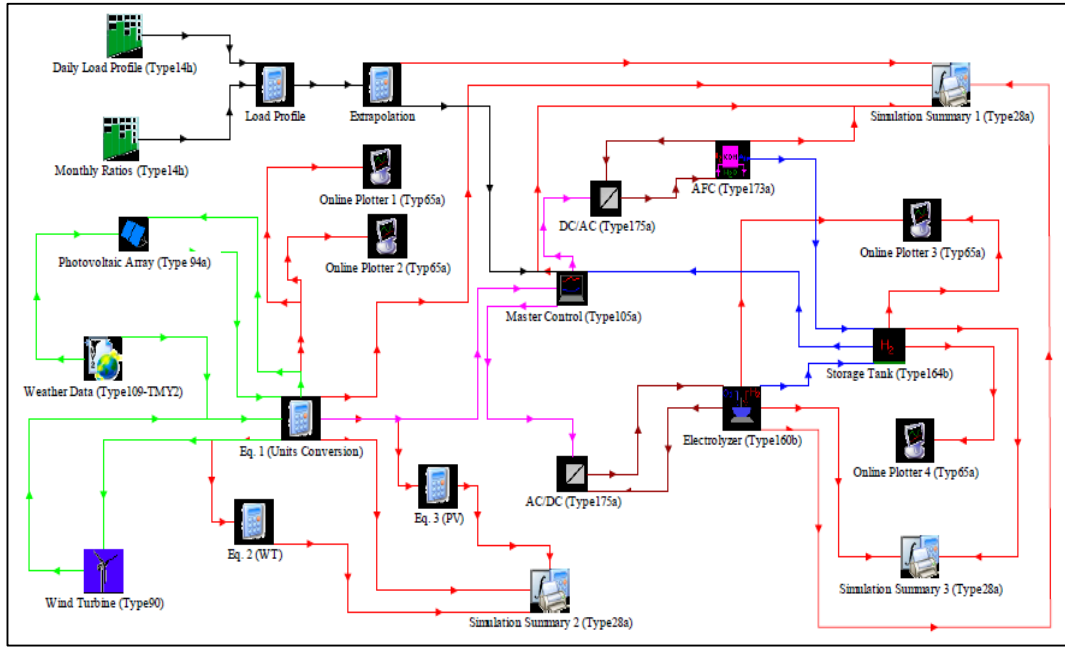 Daily Load Profile (Type14h)
Load Profile
Extrapolation
Simulation Summary 1 (Type28a)
Monthly Ratios (Type14h)
Online Plotter 1 (Typ65a)
KOH
AFC (Type173a)
DC/AC (Type175a)
Photovoltaic Array (Type 94a)
Online Plotter 2 (Typ65a)
Online Plotter 3 (Typ65a)
Master Control (Type105a)
Weather Data (Type109-TMY2)
H2
Storage Tank (Type164b)
Eq. 1 (Units Conversion)
Electrolyzer (Type160b)
Online Plotter 4 (Typ65a)
AC/DC (Type175a)
Eq. 3 (PV)
Eq. 2 (WT)
Wind Turbine (Type90)
Simulation Summary 3 (Type28a)
Simulation Summary 2 (Type28a)